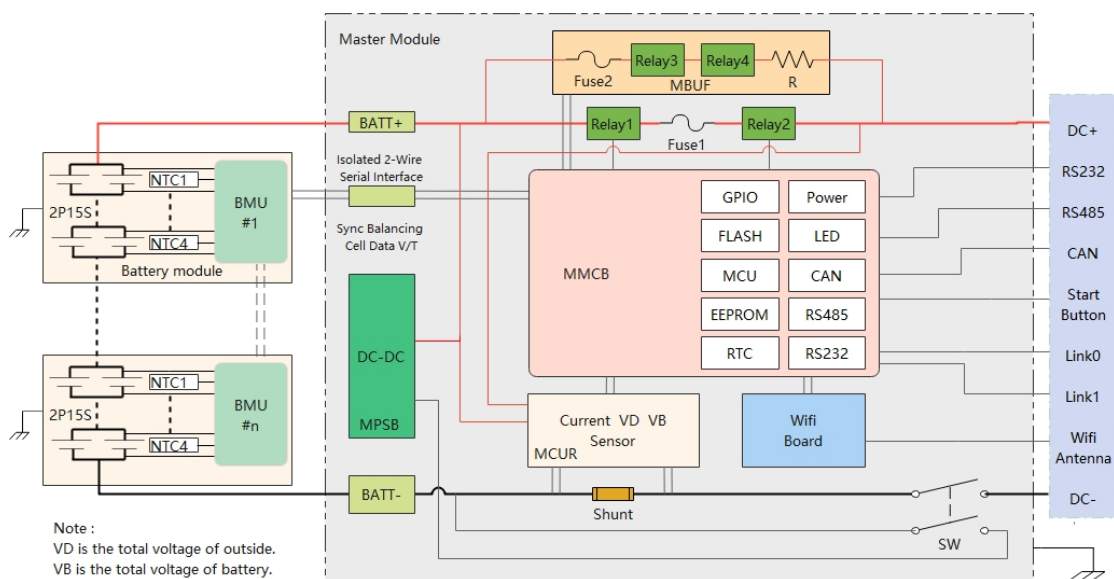 Master Module
Relay3
Relay4
Fuse2
MBUF
R
BATT+
Relay1
Fuse1
Relay2
DC+
Isolated 2-Wire
Serial Interface
RS232
NTC1
BMU
#1
2P15S
NTC4
Battery module
Sync Balancing
Cell Data V/T
MMCB
GPIO
Power
FLASH
LED
MCU
CAN
EEPROM
RS485
RTC
RS232
RS485
CAN
Start
Button
Link0
Link1
Wifi
Antenna
DC-
DC-DC
MPSB
NTC1
BMU
#n
2P15S
NTC4
Current VD VB
Sensor
MCUR
Wifi
Board
BATT-
Shunt
SW
Note :
VD is the total voltage of outside.
VB is the total voltage of battery.